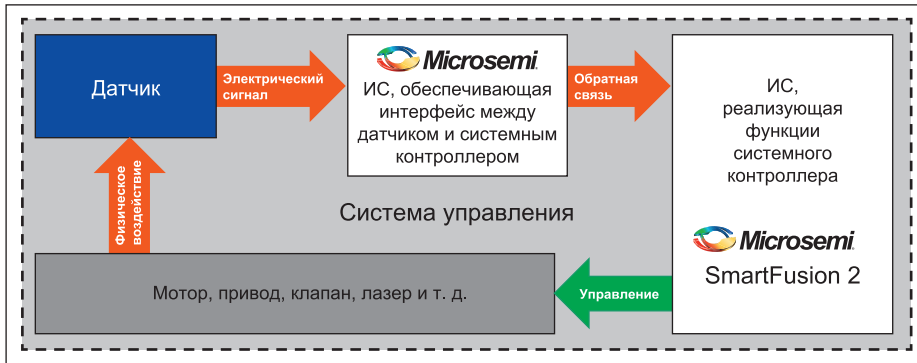 Датчик
Электрический
сигнал
Microsemi
ИС, обеспечивающая
интерфейс между
датчиком и системным
контроллером
Обратная
связь
ИС,
реализующая
функции
системного
контроллера
Microsemi
SmartFusion 2
Физическое
воздействие
Система управления
Мотор, привод, клапан, лазер и т. д.
Управление